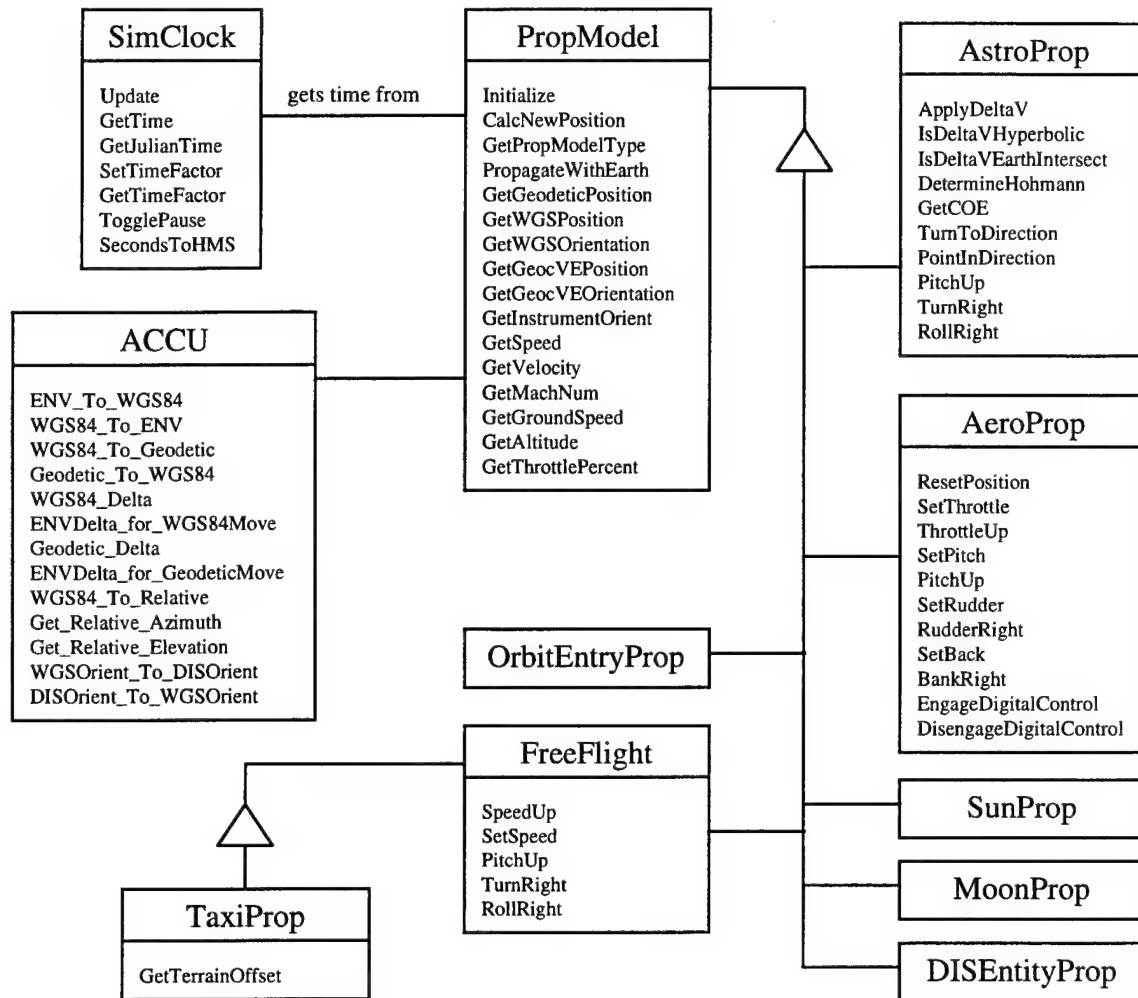 SimClock
Update
GetTime
GetJulianTime
SetTimeFactor
GetTimeFactor
TogglePause
SecondsToHMS
gets time from
PropModel
Initialize
CalcNewPosition
GetPropModelType
PropagateWithEarth
GetGeodeticPosition
GetWGSPosition
GetWGSOrientation
GetGeocVEPosition
GetGeocVEOrientation
GetInstrumentOrient
GetSpeed
GetVelocity
GetMachNum
GetGroundSpeed
GetAltitude
GetThrottlePercent
AstroProp
ApplyDeltaV
IsDeltaVHyperbolic
IsDeltaVEarthIntersect
DetermineHohmann
GetCOE
TurnToDirection
PointInDirection
PitchUp
TurnRight
RollRight
ACCU
ENV_To_WGS84
WGS84_To_ENV
WGS84_To_Geodetic
Geodetic_To_WGS84
WGS84_Delta
ENVDelta_for_WGS84Move
Geodetic_Delta
ENVDelta_for_GeodeticMove
WGS84_To_Relative
Get_Relative_Azimuth
Get_Relative_Elevation
WGSOrient_To_DISOrient
DISOrient_To_WGSOrient
AeroProp
ResetPosition
SetThrottle
ThrottleUp
SetPitch
PitchUp
SetRudder
RudderRight
SetBack
BankRight
EngageDigitalControl
DisengageDigitalControl
OrbitEntryProp
FreeFlight
SpeedUp
SetSpeed
PitchUp
TurnRight
RollRight
SunProp
MoonProp
DISEntityProp
TaxiProp
GetTerrainOffset